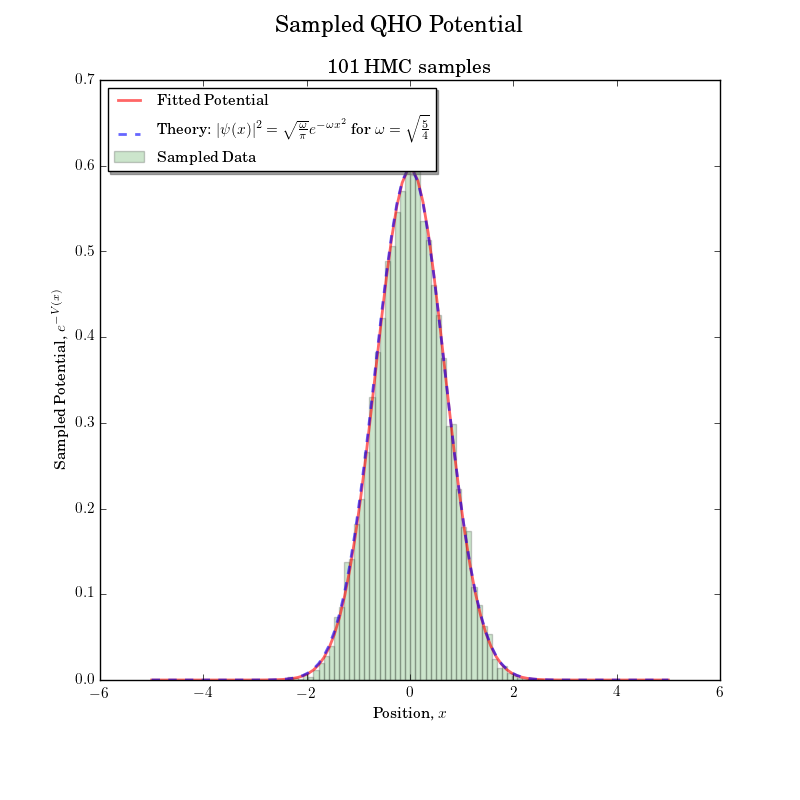 Sampled QHO Potential
101 HMC samples
Fitted Potential
Theory: |ψ(x)|² = √(ω/π) e^{−ωx²} for ω = √(5/4)
Sampled Data
Sampled Potential, e^{−V(x)}
0.7
0.6
0.5
0.4
0.3
0.2
0.1
0.0
−6 −4 −2 0 2 4 6
Position, x